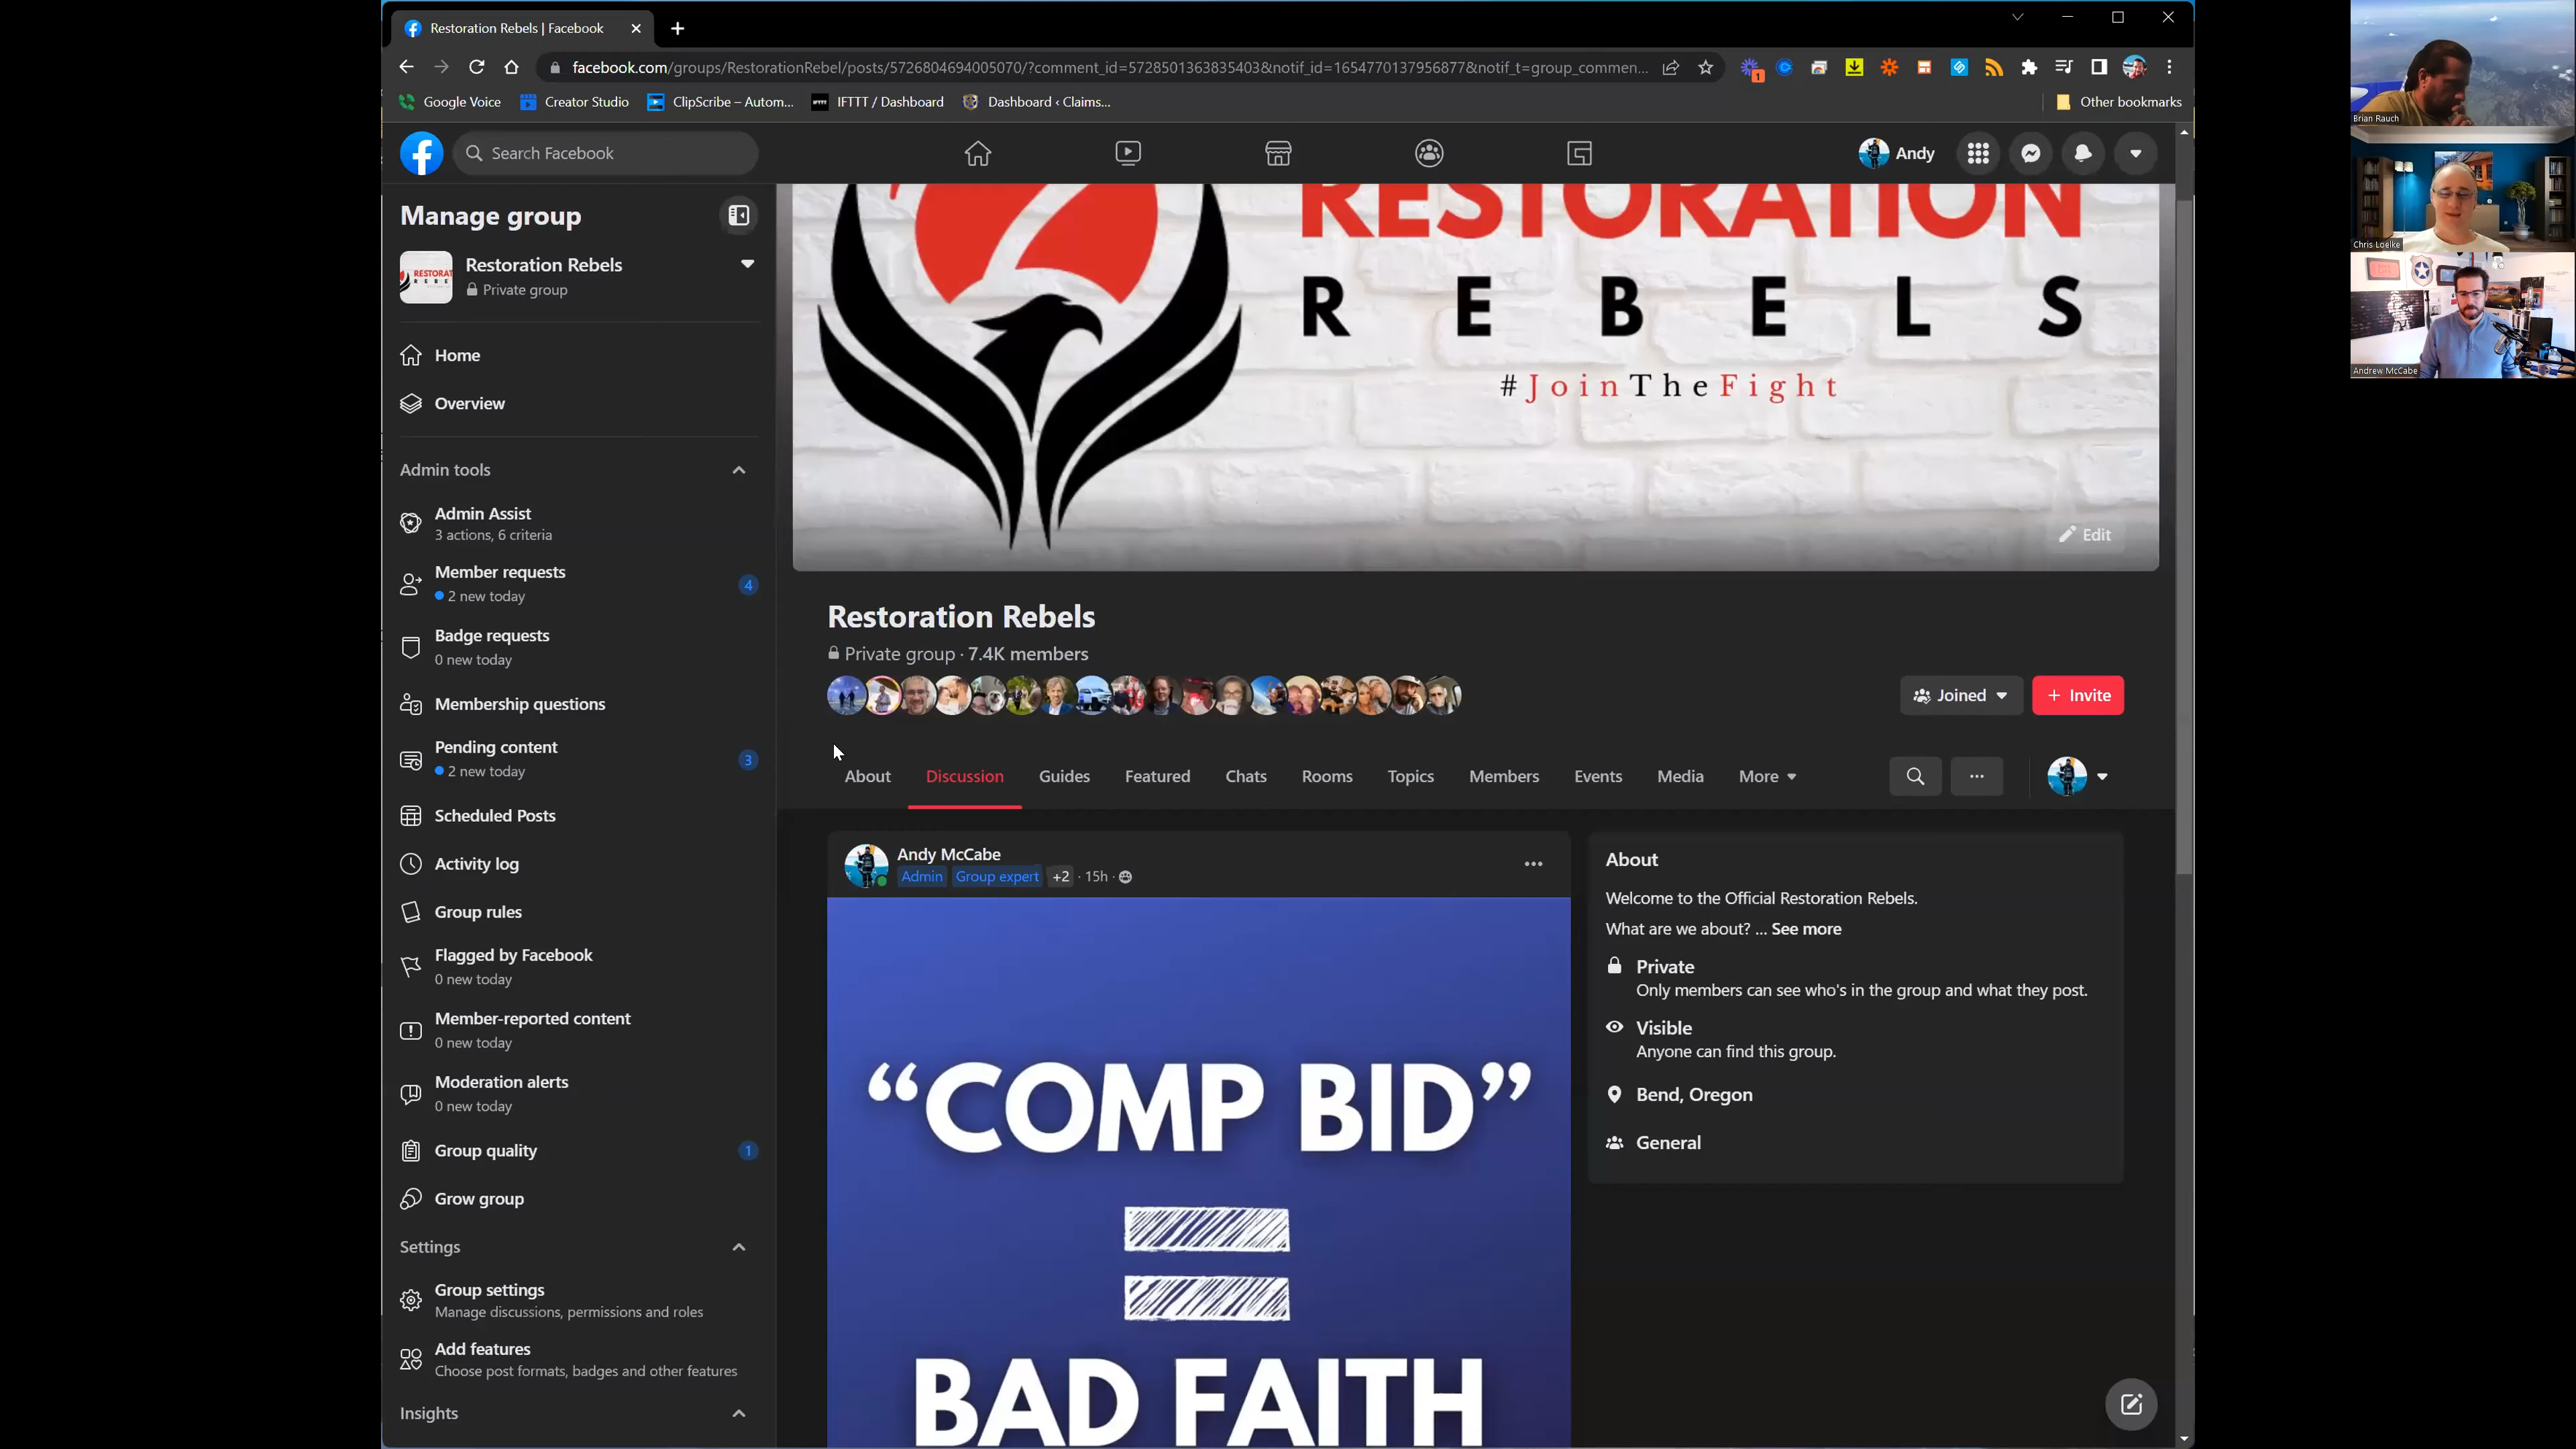 Restoration Rebels | Facebook
facebook.com/groups/RestorationRebel/posts/5726804694005070/?comment_id=5728501363835403&notif_id=1654770137956877&notif_t=group_commen...
1
Google Voice
Creator Studio
ClipScribe – Autom...
IFTTT / Dashboard
Dashboard ‹ Claims...
Other bookmarks
Search Facebook
Andy
Manage group
Restoration Rebels
Private group
Home
Overview
Admin tools
Admin Assist
3 actions, 6 criteria
Member requests
2 new today
4
Badge requests
0 new today
Membership questions
Pending content
2 new today
3
Scheduled Posts
Activity log
Group rules
Flagged by Facebook
0 new today
Member-reported content
0 new today
Moderation alerts
0 new today
Group quality
1
Grow group
Settings
Group settings
Manage discussions, permissions and roles
Add features
Choose post formats, badges and other features
Insights
RESTORATION
REBELS
#JoinTheFight
Edit
Restoration Rebels
Private group · 7.4K members
Joined
+ Invite
About
Discussion
Guides
Featured
Chats
Rooms
Topics
Members
Events
Media
More
Andy McCabe
Admin Group expert +2 · 15h ·
“COMP BID”
=
BAD FAITH
About
Welcome to the Official Restoration Rebels.
What are we about? ... See more
Private
Only members can see who's in the group and what they post.
Visible
Anyone can find this group.
Bend, Oregon
General
Brian Rauch
Chris Loelke
Andrew McCabe